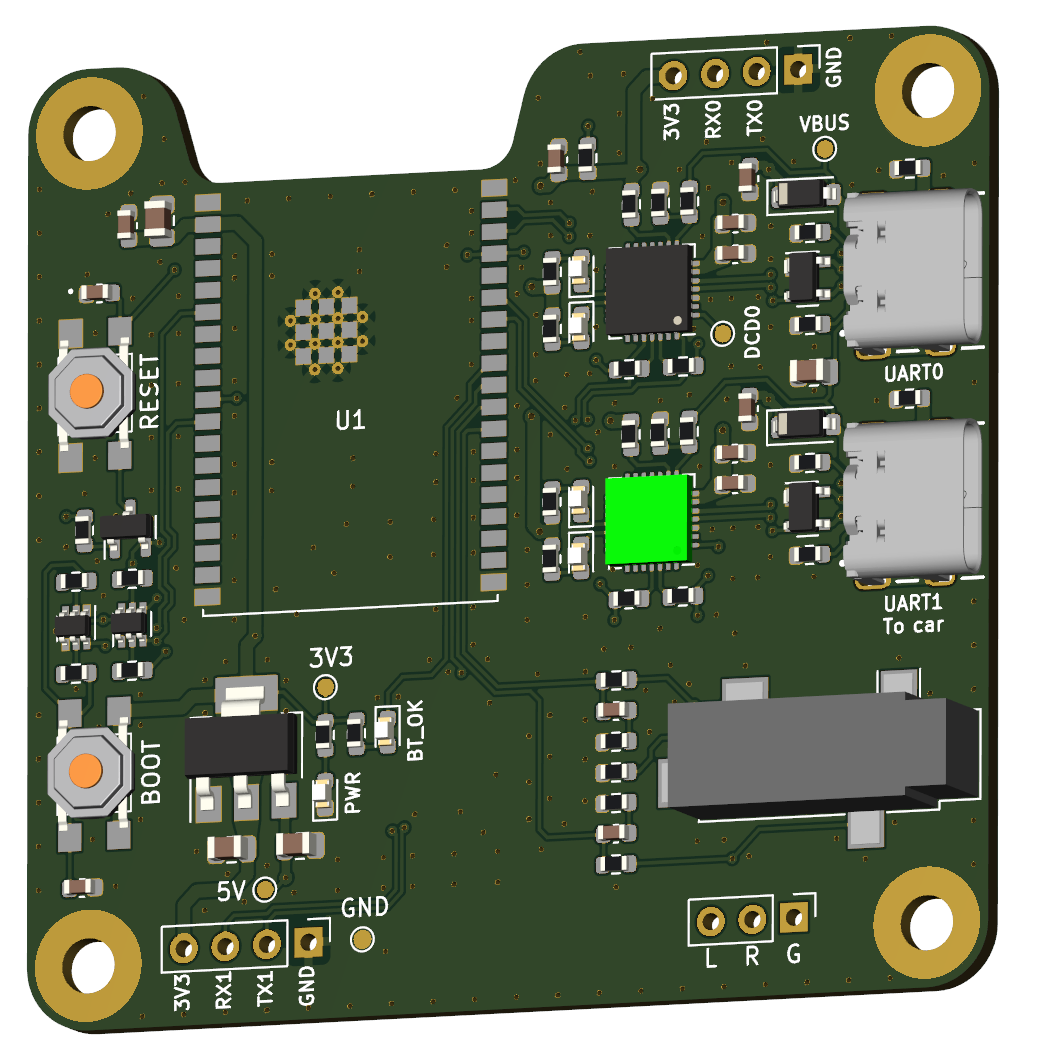 GND
3V3 RX0 TX0
VBUS
DCD0
UART0
RESET
U1
UART1
To car
3V3
BT_OK
BOOT
PWR
5V
GND
3V3 RX1 TX1 GND
L R G